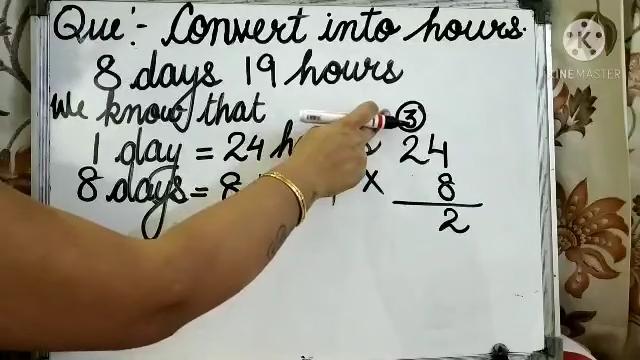 Que:- Convert into hours.
8 days 19 hours
We know that
1 day = 24 h
8 days = 8
3
24
x 8
2
KINEMASTER